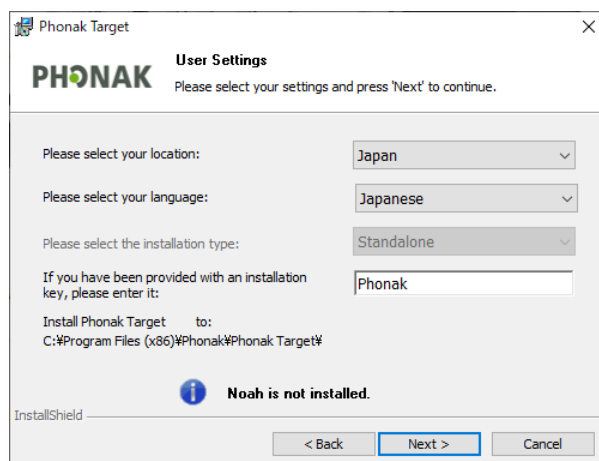 Phonak Target
PHONAK
User Settings
Please select your settings and press 'Next' to continue.
Please select your location:
Japan
Please select your language:
Japanese
Please select the installation type:
Standalone
If you have been provided with an installation
key, please enter it:
Phonak
Install Phonak Target to:
C:¥Program Files (x86)¥Phonak¥Phonak Target¥
Noah is not installed.
InstallShield
< Back
Next >
Cancel